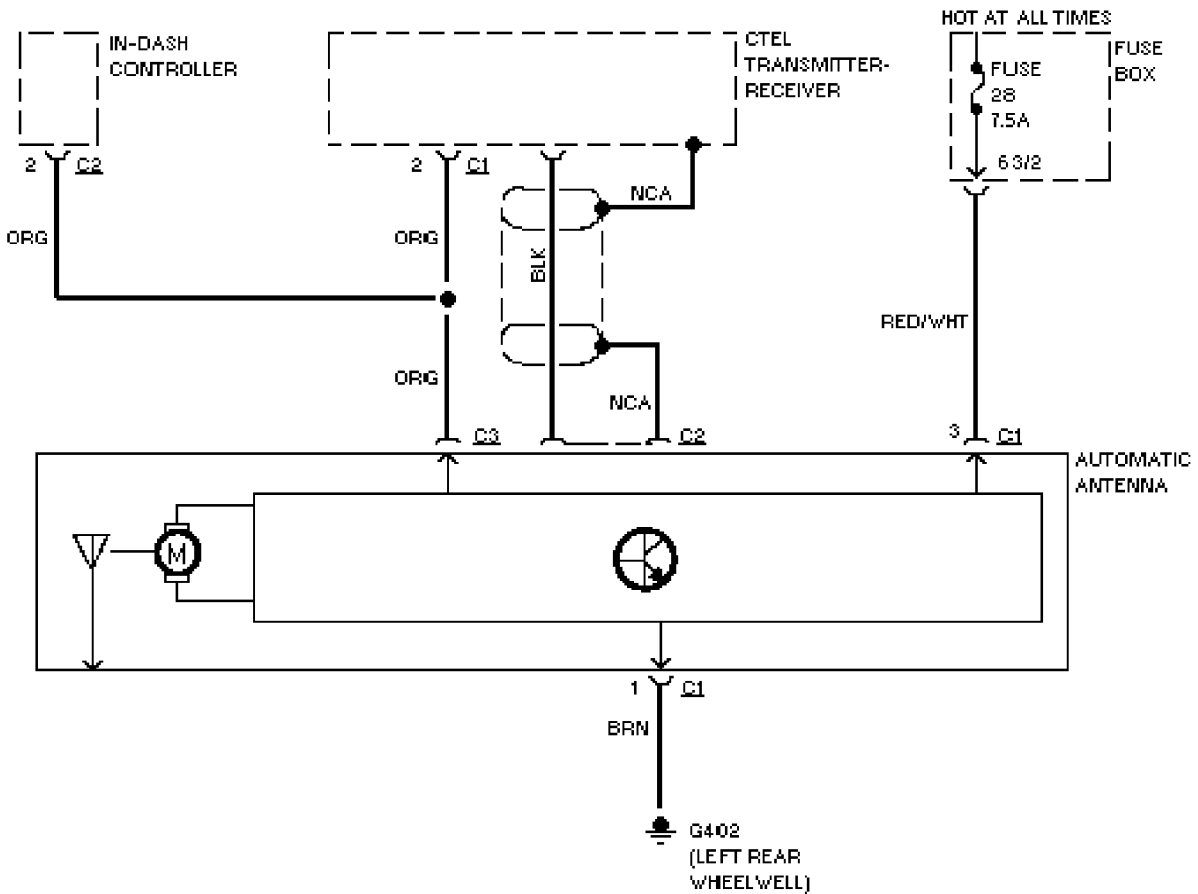 HOT AT ALL TIMES
IN-DASH
CONTROLLER
CTEL
TRANSMITTER-
RECEIVER
FUSE
BOX
FUSE
28
7.5A
2 C2
2 C1
63/2
NCA
ORG
ORG
BLK
RED/WHT
ORG
NCA
C3
C2
3 C1
AUTOMATIC
ANTENNA
M
1 C1
BRN
G402
(LEFT REAR
WHEELWELL)